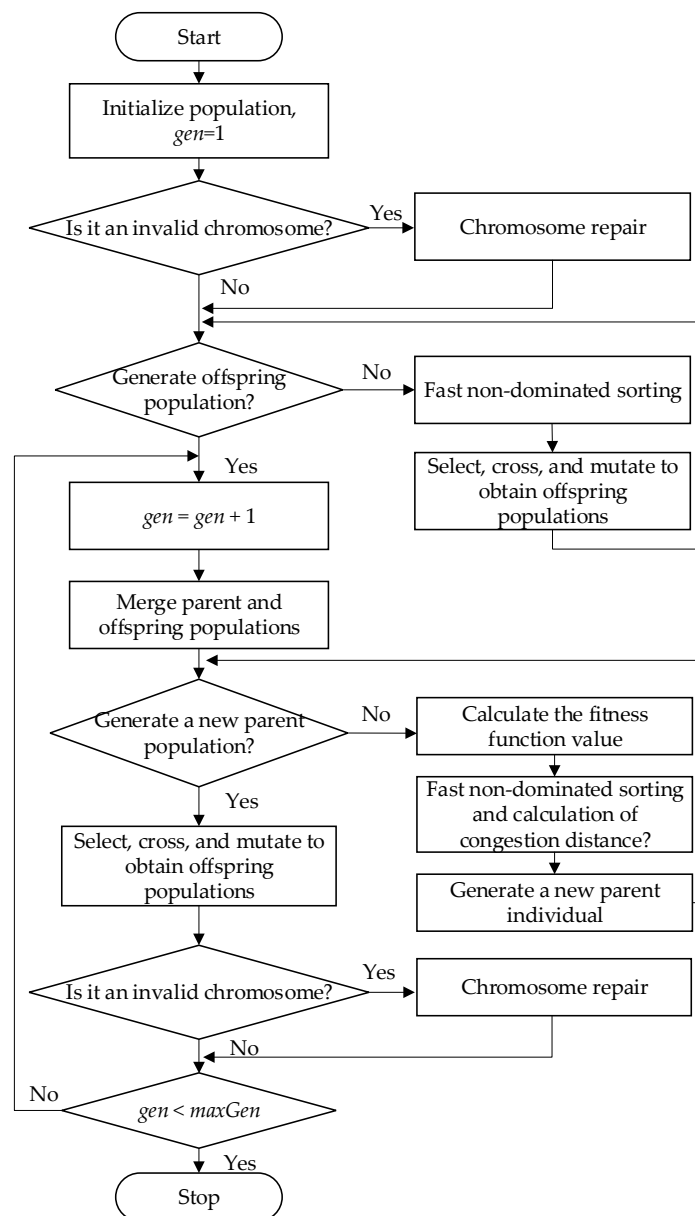 Start
Initialize population,
gen=1
Is it an invalid chromosome?
Yes
Chromosome repair
No
Generate offspring
population?
No
Fast non-dominated sorting
Yes
Select, cross, and mutate to
obtain offspring
populations
gen = gen + 1
Merge parent and
offspring populations
Generate a new parent
population?
No
Calculate the fitness
function value
Yes
Fast non-dominated sorting
and calculation of
congestion distance?
Select, cross, and mutate to
obtain offspring
populations
Generate a new parent
individual
Is it an invalid chromosome?
Yes
Chromosome repair
No
No
gen < maxGen
Yes
Stop